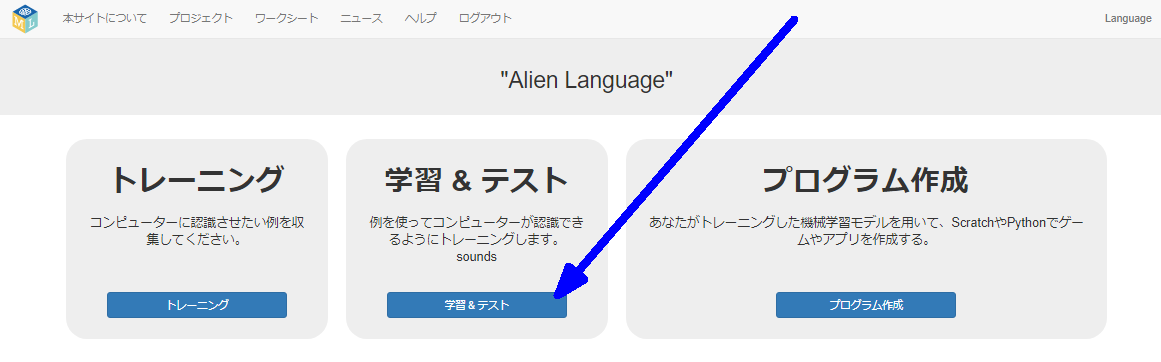 本サイトについて プロジェクト ワークシート ニュース ヘルプ ログアウト Language
"Alien Language"
トレーニング
コンピューターに認識させたい例を収
集してください。
トレーニング
学習 & テスト
例を使ってコンピューターが認識でき
るようにトレーニングします。
sounds
学習 & テスト
プログラム作成
あなたがトレーニングした機械学習モデルを用いて、ScratchやPythonでゲー
ムやアプリを作成する。
プログラム作成